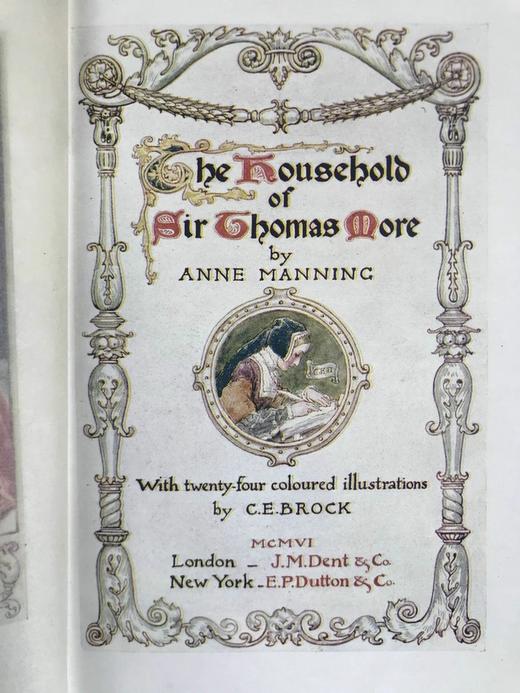 The Household
of
Sir Thomas More
by
ANNE MANNING
With twenty-four coloured illustrations
by C.E. BROCK
MCMVI
London - J.M. Dent & Co.
New York - E.P. Dutton & Co.